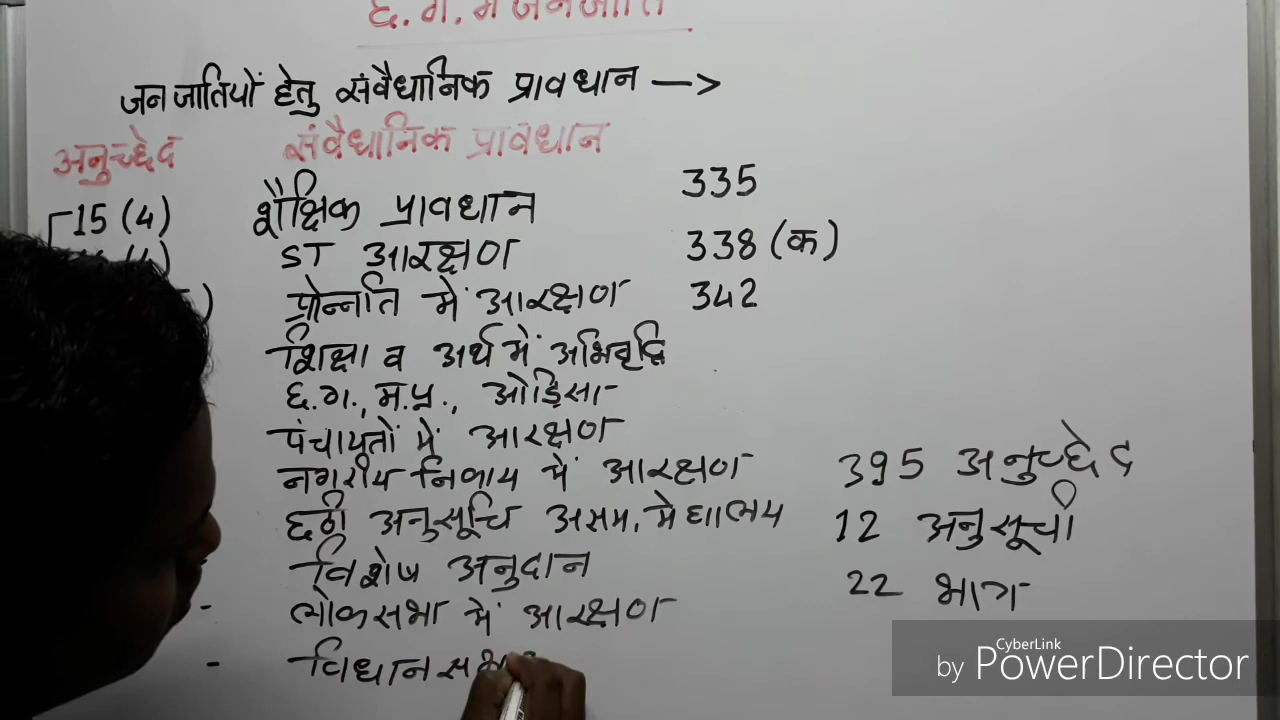 छ.ग. में जनजाति
जनजातियों हेतु संवैधानिक प्रावधान —>
अनुच्छेद संवैधानिक प्रावधान
15 (4) शैक्षिक प्रावधान 335
ST आरक्षण 338 (क)
प्रोन्नति में आरक्षण 342
शिक्षा व अर्थ में अभिवृद्धि
छ.ग., म.प्र., ओड़िसा
पंचायतों में आरक्षण
नगरीय निकाय में आरक्षण 395 अनुच्छेद
छठी अनुसूचि असम, मेघालय 12 अनुसूची
विशेष अनुदान 22 भाग
- लोकसभा में आरक्षण
- विधानसभा
by CyberLink PowerDirector